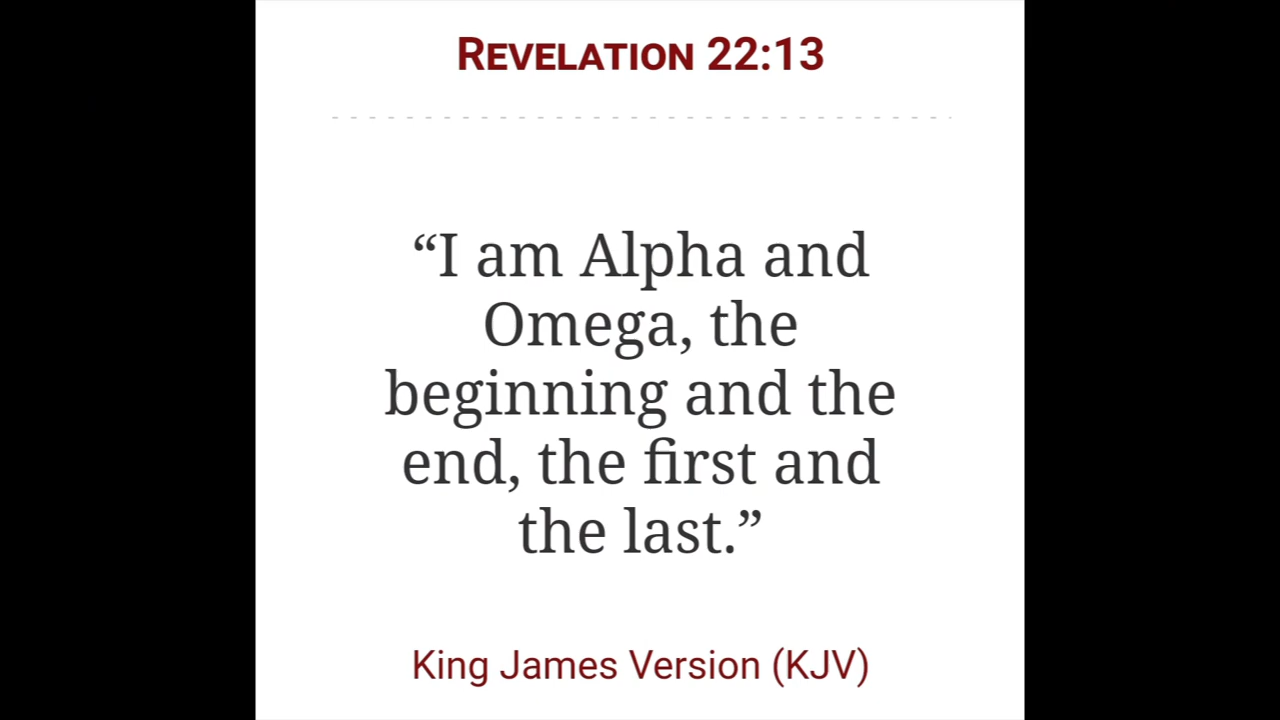 REVELATION 22:13
“I am Alpha and
Omega, the
beginning and the
end, the first and
the last.”
King James Version (KJV)